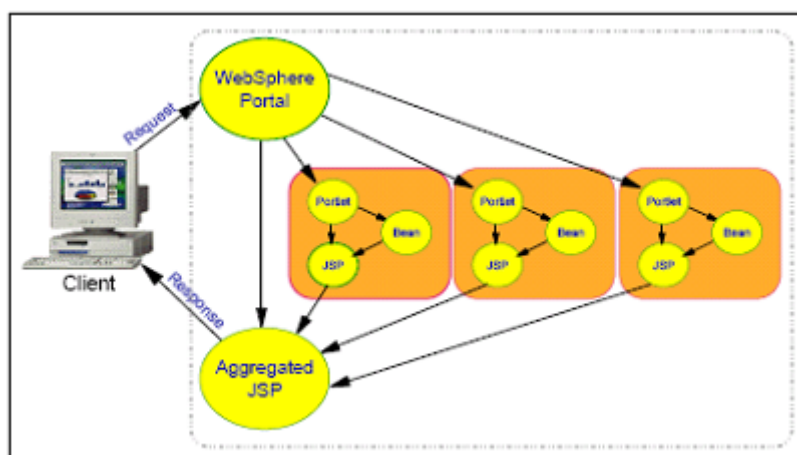 WebSphere
Portal
Request
Portlet
Bean
JSP
Portlet
Bean
JSP
Portlet
Bean
JSP
Client
Response
Aggregated
JSP